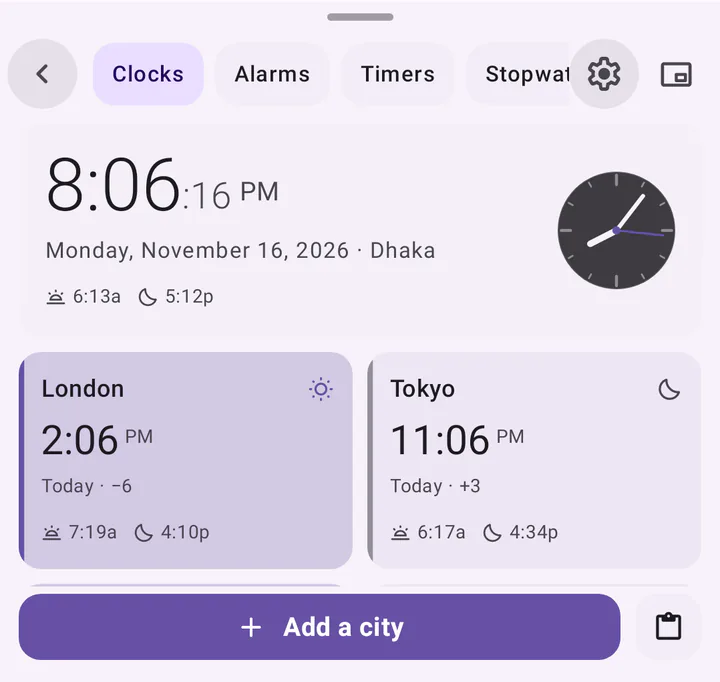 Clocks Alarms Timers Stopwat
8:06:16 PM
Monday, November 16, 2026 · Dhaka
6:13a 5:12p
London
2:06 PM
Today · −6
7:19a 4:10p
Tokyo
11:06 PM
Today · +3
6:17a 4:34p
+ Add a city